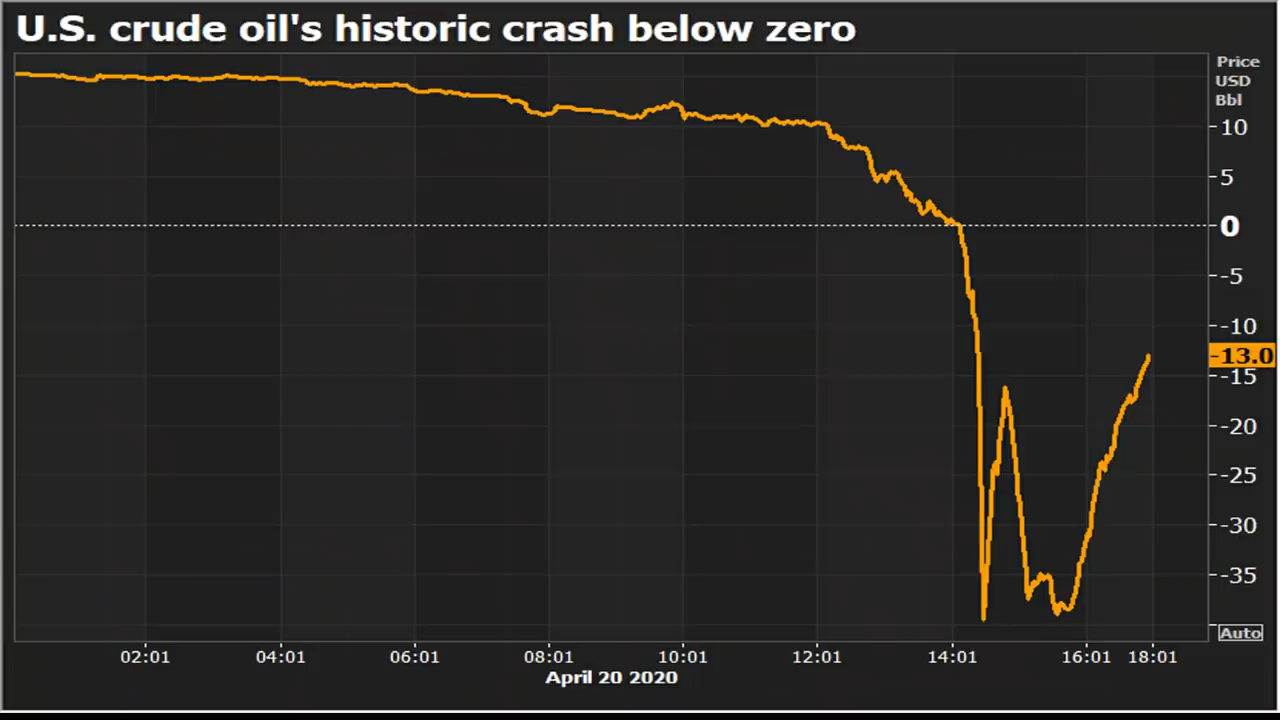 U.S. crude oil's historic crash below zero
Price
USD
Bbl
10
5
0
-5
-10
-13.0
-15
-20
-25
-30
-35
Auto
02:01 04:01 06:01 08:01 10:01 12:01 14:01 16:01 18:01
April 20 2020